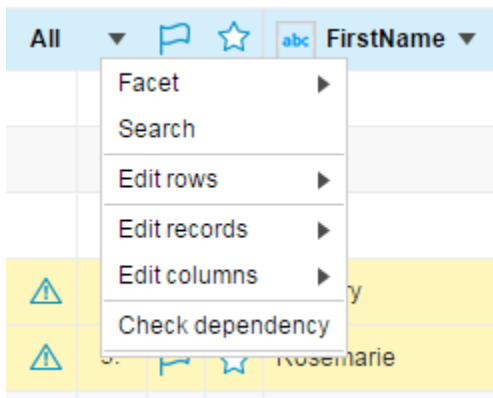 All abc FirstName
Facet
Search
Edit rows
Edit records
Edit columns
Check dependency
Rosemarie